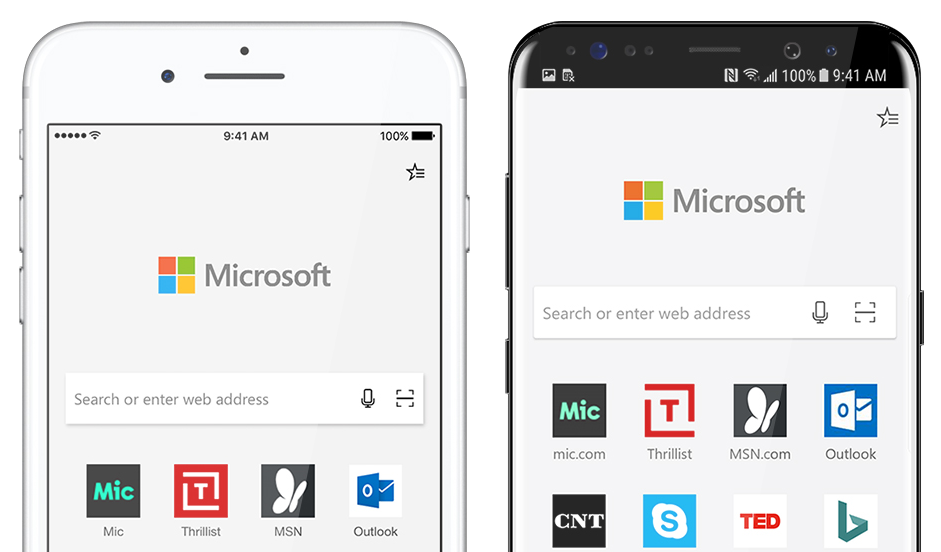 9:41 AM
100%
Microsoft
Search or enter web address
Mic
T
Mic
Thrillist
MSN
Outlook
100% 9:41 AM
Microsoft
Search or enter web address
Mic
T
mic.com
Thrillist
MSN.com
Outlook
CNT
S
TED